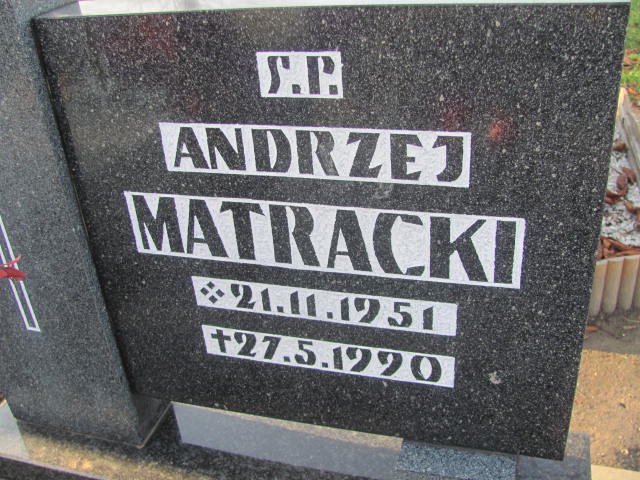 Ś.P.
ANDRZEJ
MATRACKI
21.11.1951
✝27.5.1990